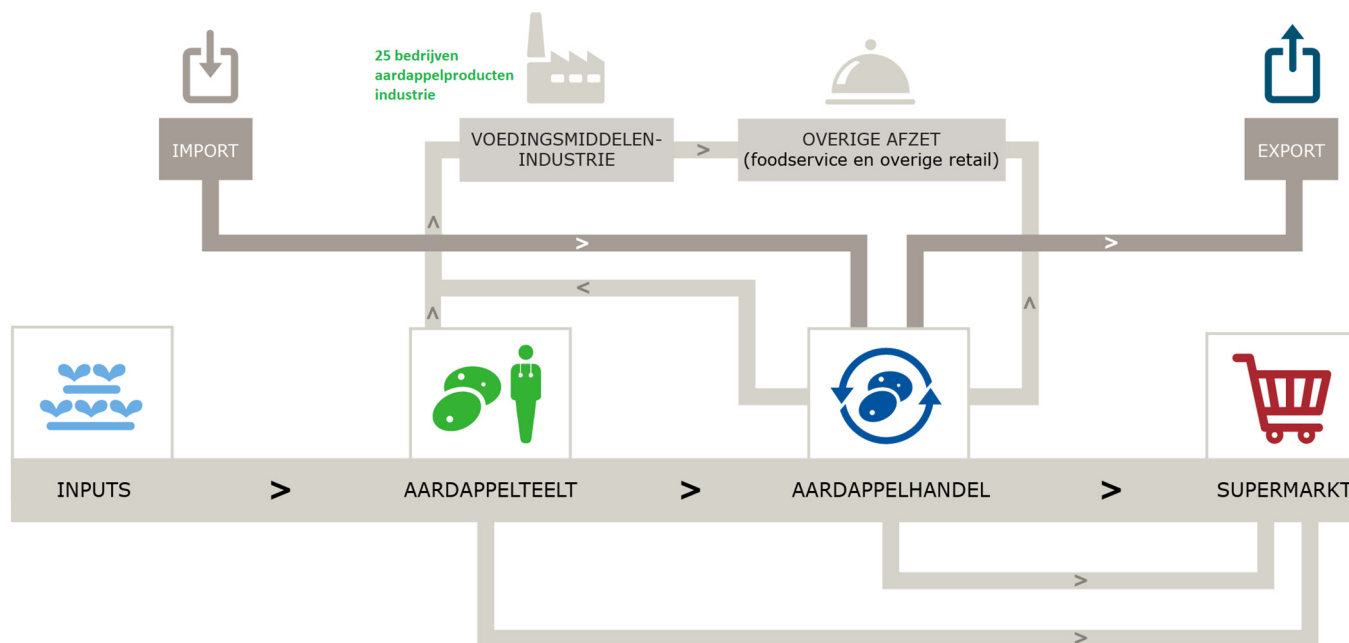 25 bedrijven
aardappelproducten
industrie
IMPORT
VOEDINGSMIDDELEN-
INDUSTRIE
>
OVERIGE AFZET
(foodservice en overige retail)
EXPORT
>
>
>
<
>
>
>
INPUTS
>
AARDAPPELTEELT
>
AARDAPPELHANDEL
>
SUPERMARKT
>
>